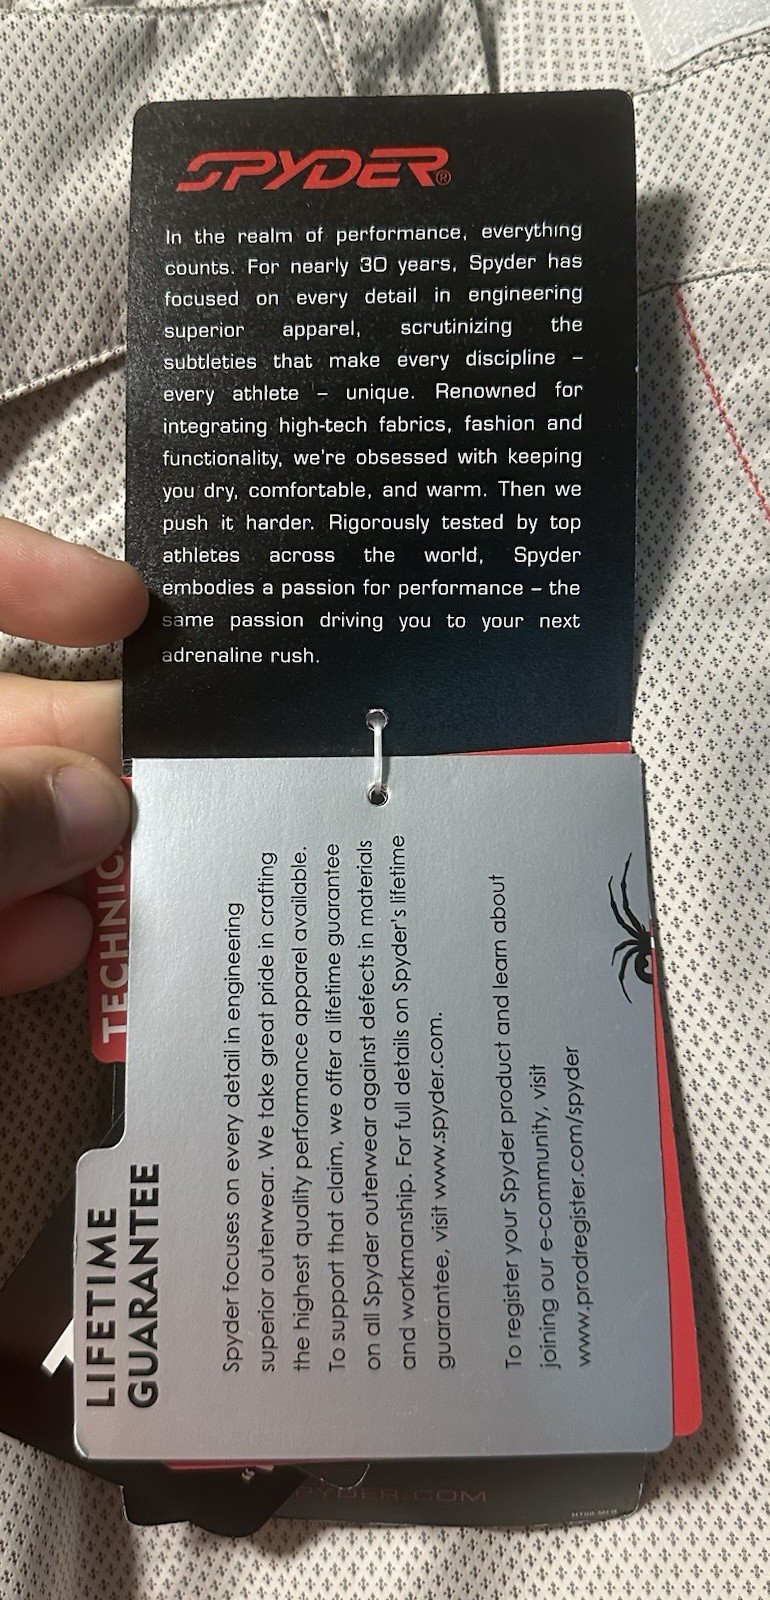 SPYDER®
In the realm of performance, everything
counts. For nearly 30 years, Spyder has
focused on every detail in engineering
superior apparel, scrutinizing the
subtleties that make every discipline –
every athlete – unique. Renowned for
integrating high-tech fabrics, fashion and
functionality, we're obsessed with keeping
you dry, comfortable, and warm. Then we
push it harder. Rigorously tested by top
athletes across the world, Spyder
embodies a passion for performance – the
same passion driving you to your next
adrenaline rush.
TECHNIC
LIFETIME
GUARANTEE
Spyder focuses on every detail in engineering
superior outerwear. We take great pride in crafting
the highest quality performance apparel available.
To support that claim, we offer a lifetime guarantee
on all Spyder outerwear against defects in materials
and workmanship. For full details on Spyder's lifetime
guarantee, visit www.spyder.com.
To register your Spyder product and learn about
joining our e-community, visit
www.prodregister.com/spyder
PYDER.COM